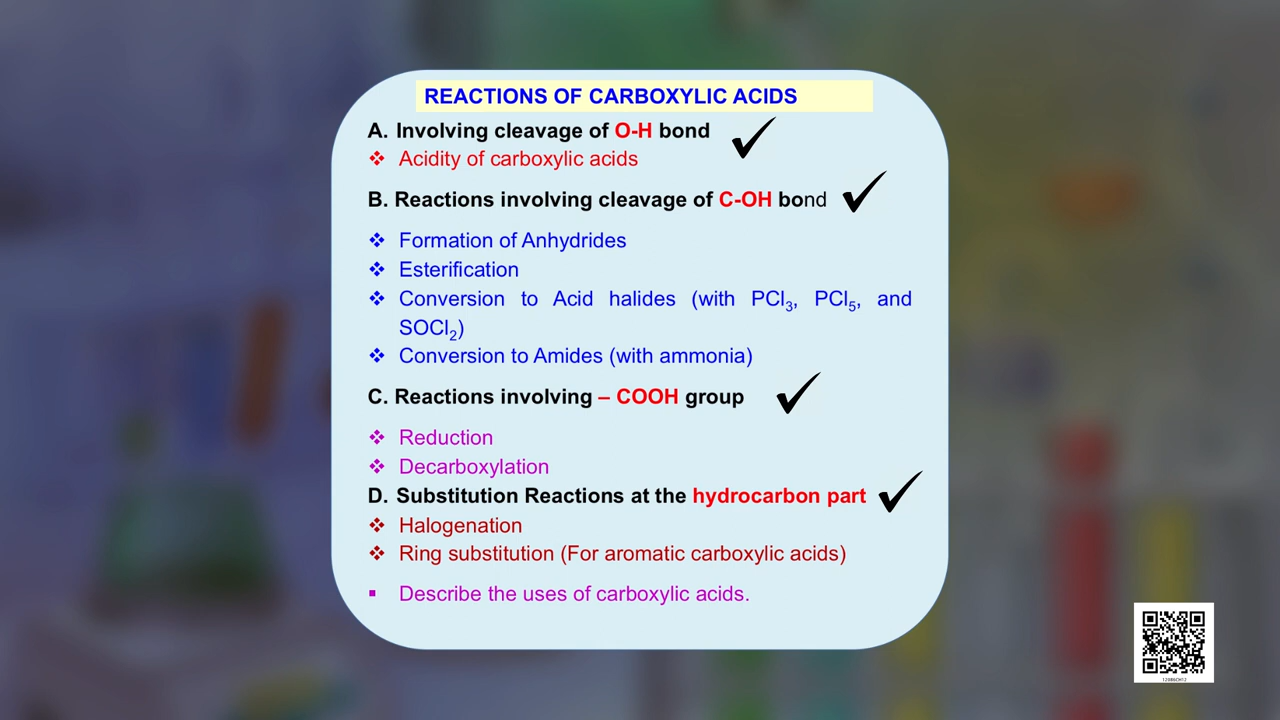 REACTIONS OF CARBOXYLIC ACIDS
A. Involving cleavage of O-H bond
❖ Acidity of carboxylic acids
B. Reactions involving cleavage of C-OH bond
❖ Formation of Anhydrides
❖ Esterification
❖ Conversion to Acid halides (with PCl₃, PCl₅, and
SOCl₂)
❖ Conversion to Amides (with ammonia)
C. Reactions involving – COOH group
❖ Reduction
❖ Decarboxylation
D. Substitution Reactions at the hydrocarbon part
❖ Halogenation
❖ Ring substitution (For aromatic carboxylic acids)
▪ Describe the uses of carboxylic acids.